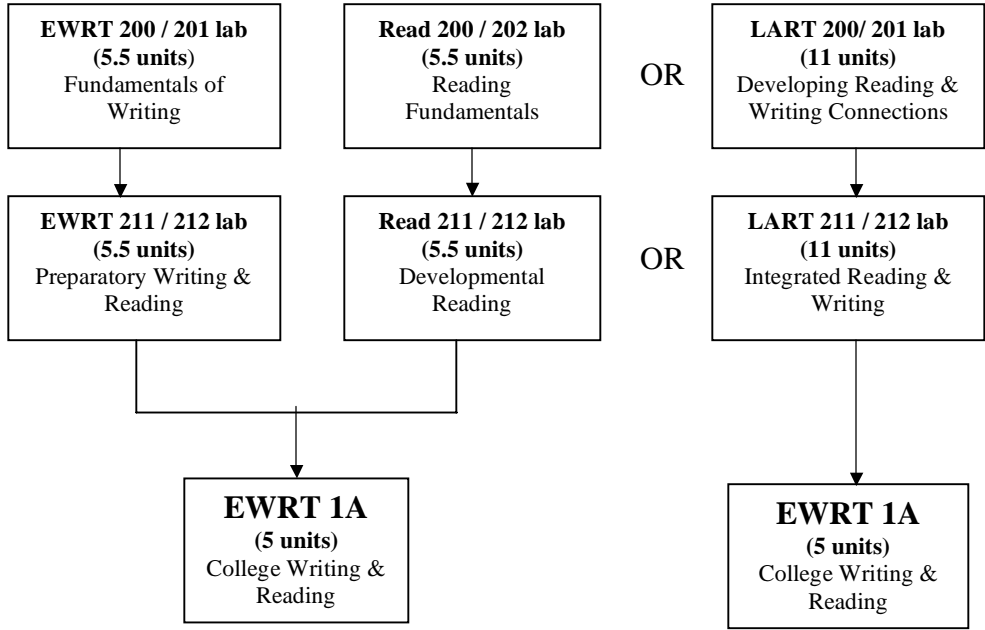 EWRT 200 / 201 lab
(5.5 units)
Fundamentals of
Writing
Read 200 / 202 lab
(5.5 units)
Reading
Fundamentals
OR
LART 200/ 201 lab
(11 units)
Developing Reading &
Writing Connections
EWRT 211 / 212 lab
(5.5 units)
Preparatory Writing &
Reading
Read 211 / 212 lab
(5.5 units)
Developmental
Reading
OR
LART 211 / 212 lab
(11 units)
Integrated Reading &
Writing
EWRT 1A
(5 units)
College Writing &
Reading
EWRT 1A
(5 units)
College Writing &
Reading